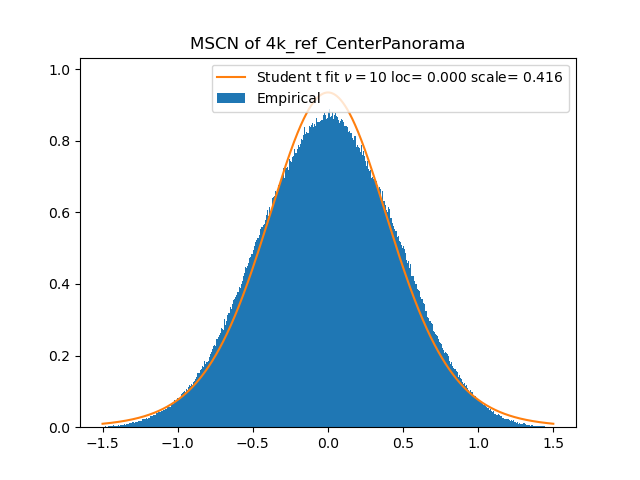 MSCN of 4k_ref_CenterPanorama
Student t fit ν = 10 loc= 0.000 scale= 0.416
Empirical
1.0
0.8
0.6
0.4
0.2
0.0
−1.5 −1.0 −0.5 0.0 0.5 1.0 1.5